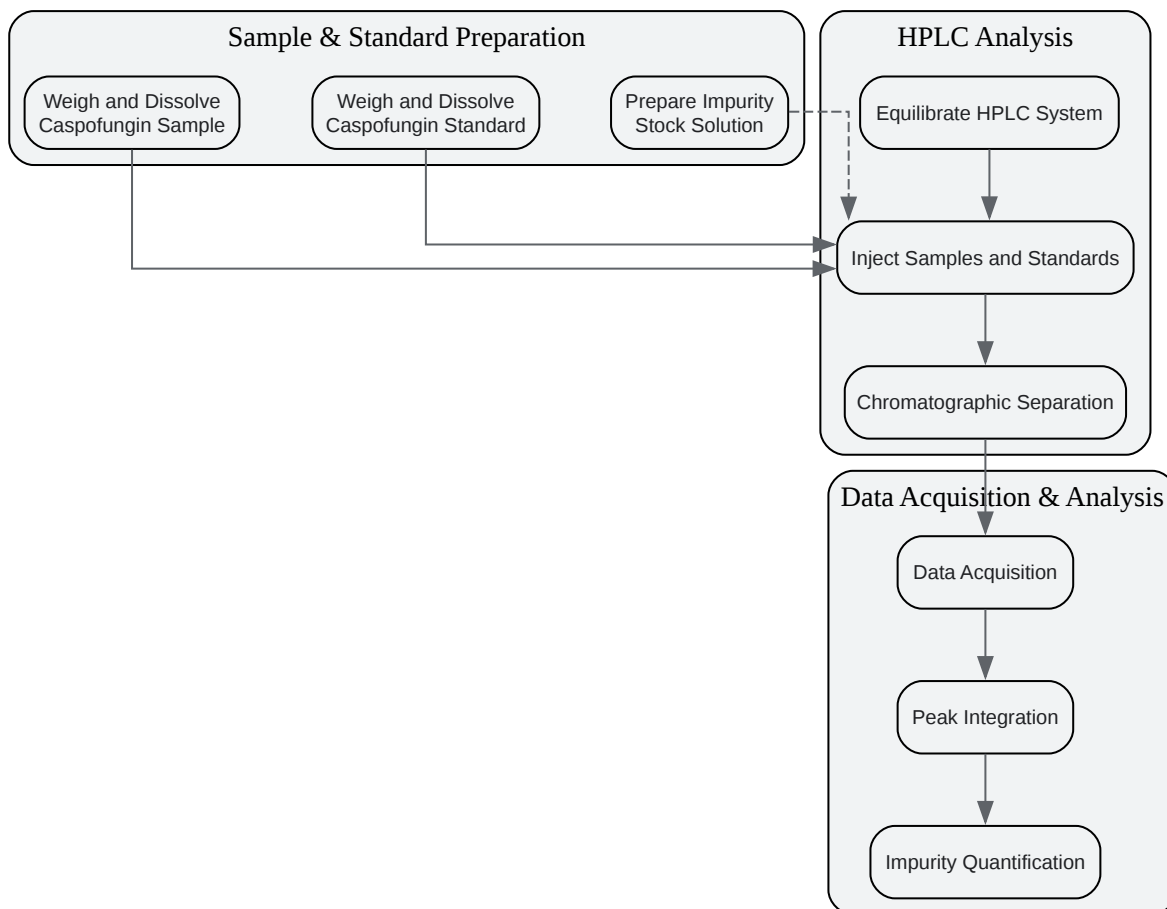 Sample & Standard Preparation
Weigh and Dissolve
Caspofungin Sample
Weigh and Dissolve
Caspofungin Standard
Prepare Impurity
Stock Solution
HPLC Analysis
Equilibrate HPLC System
Inject Samples and Standards
Chromatographic Separation
Data Acquisition & Analysis
Data Acquisition
Peak Integration
Impurity Quantification